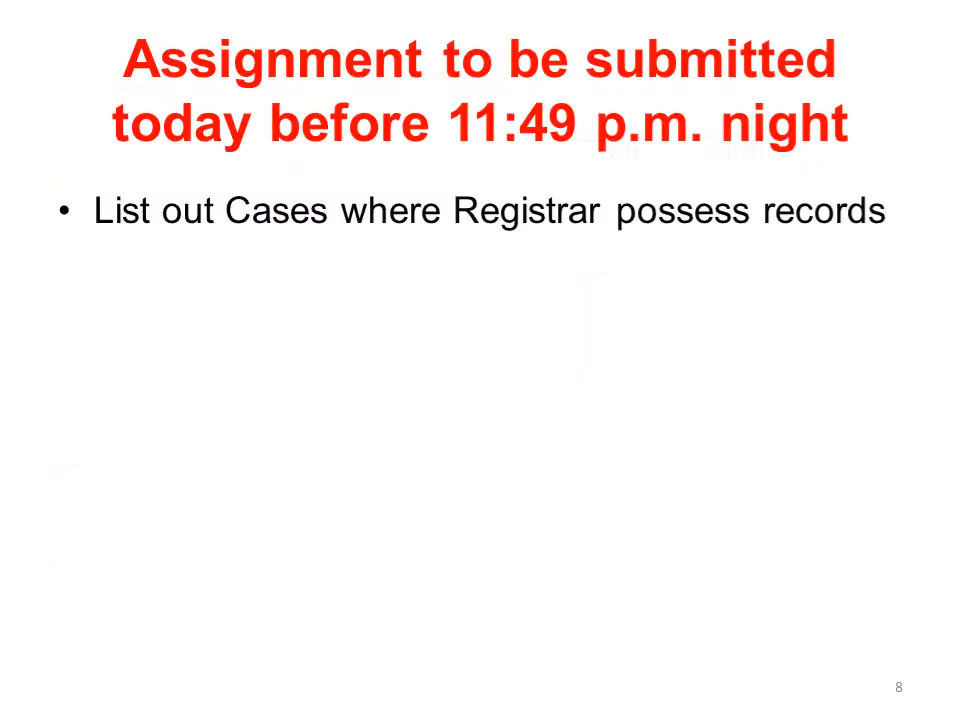 Assignment to be submitted
today before 11:49 p.m. night
• List out Cases where Registrar possess records
8